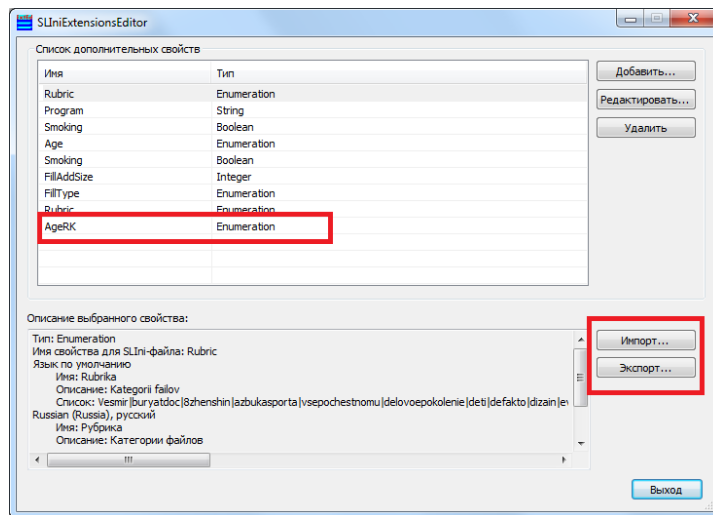 SLIniExtensionsEditor
Список дополнительных свойств
Имя Тип
Rubric Enumeration
Program String
Smoking Boolean
Age Enumeration
Smoking Boolean
FillAddSize Integer
FillType Enumeration
Rubric Enumeration
AgeRK Enumeration
Добавить...
Редактировать...
Удалить
Описание выбранного свойства:
Тип: Enumeration
Имя свойства для SLIni-файла: Rubric
Язык по умолчанию
Имя: Rubrika
Описание: Kategorii failov
Список: Vesmir|buryatdoc|8zhenshin|azbukasporta|vsepochestnomu|delovoepokolenie|deti|defakto|dizain|ev
Russian (Russia), русский
Имя: Рубрика
Описание: Категории файлов
Импорт...
Экспорт...
Выход